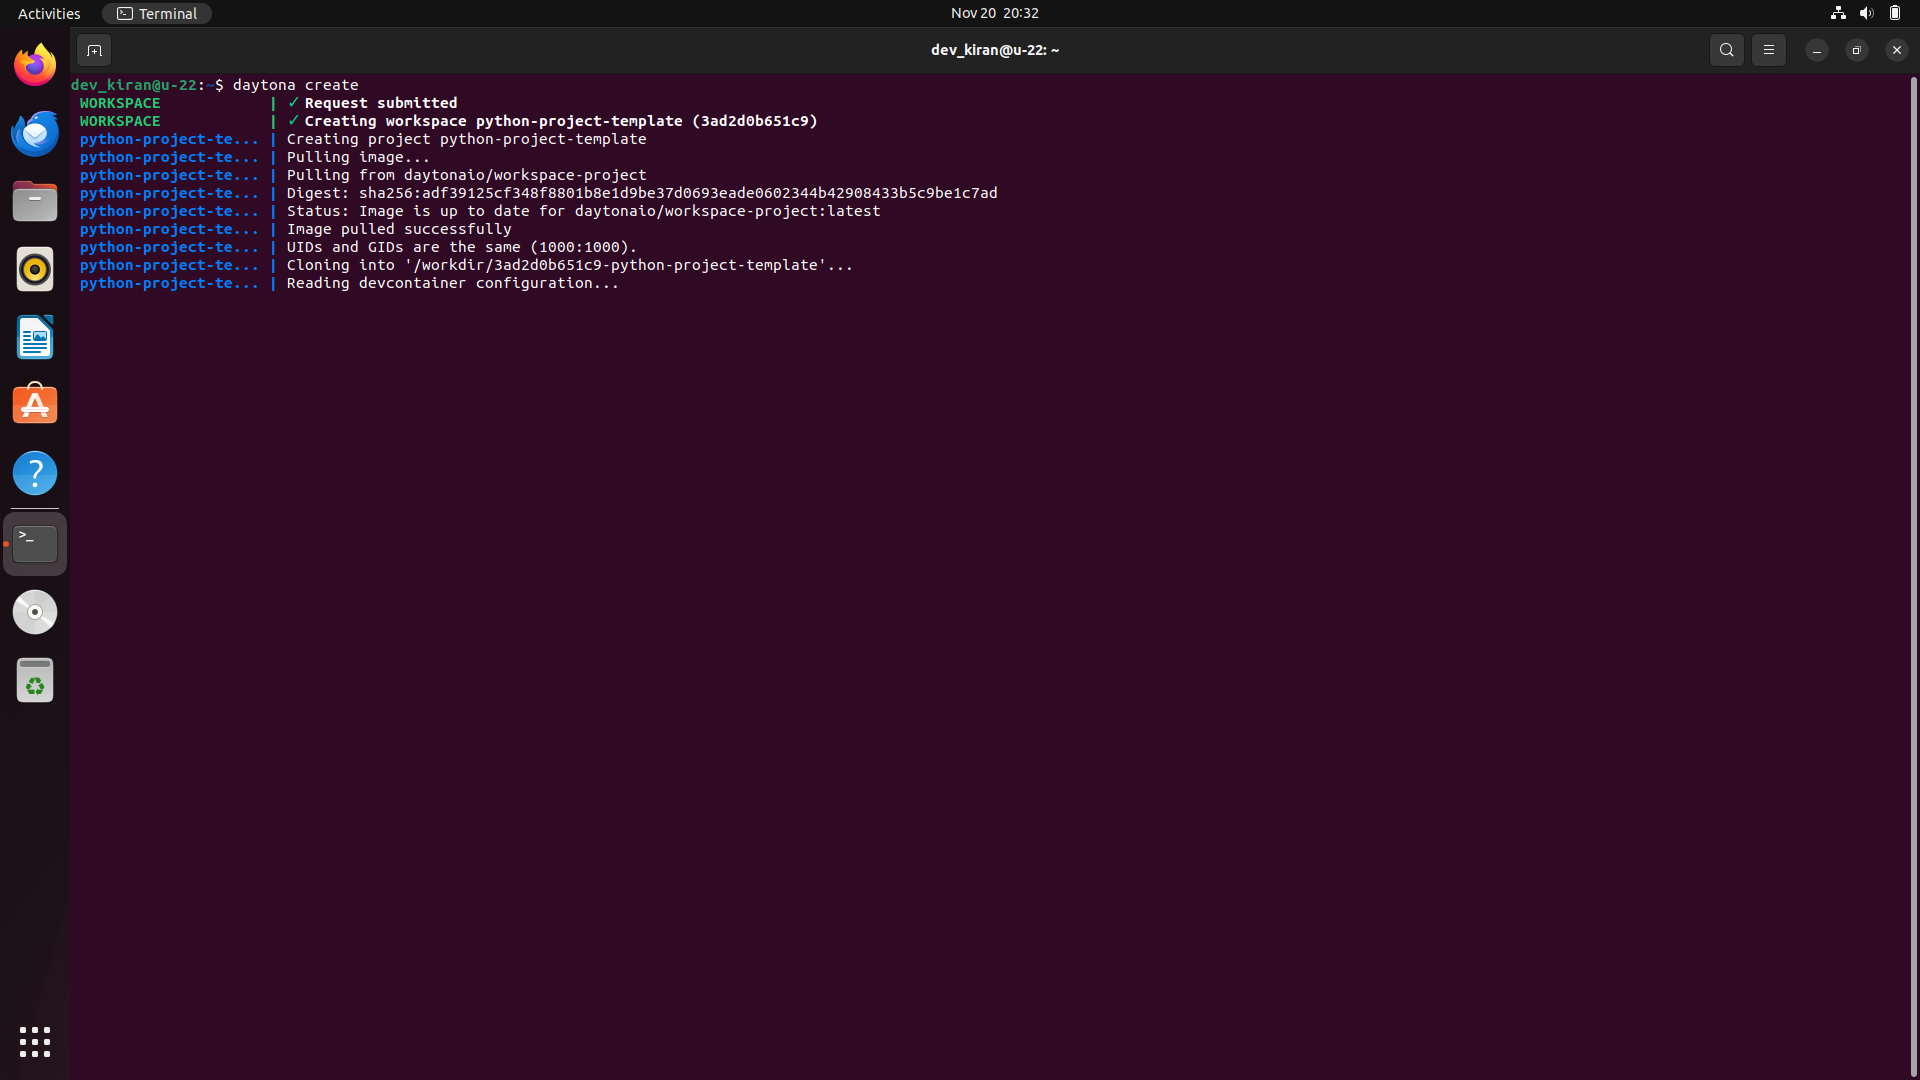 Activities Terminal Nov 20 20:32
dev_kiran@u-22: ~
dev_kiran@u-22:~$ daytona create
WORKSPACE | ✓ Request submitted
WORKSPACE | ✓ Creating workspace python-project-template (3ad2d0b651c9)
python-project-te... | Creating project python-project-template
python-project-te... | Pulling image...
python-project-te... | Pulling from daytonaio/workspace-project
python-project-te... | Digest: sha256:adf39125cf348f8801b8e1d9be37d0693eade0602344b42908433b5c9be1c7ad
python-project-te... | Status: Image is up to date for daytonaio/workspace-project:latest
python-project-te... | Image pulled successfully
python-project-te... | UIDs and GIDs are the same (1000:1000).
python-project-te... | Cloning into '/workdir/3ad2d0b651c9-python-project-template'...
python-project-te... | Reading devcontainer configuration...